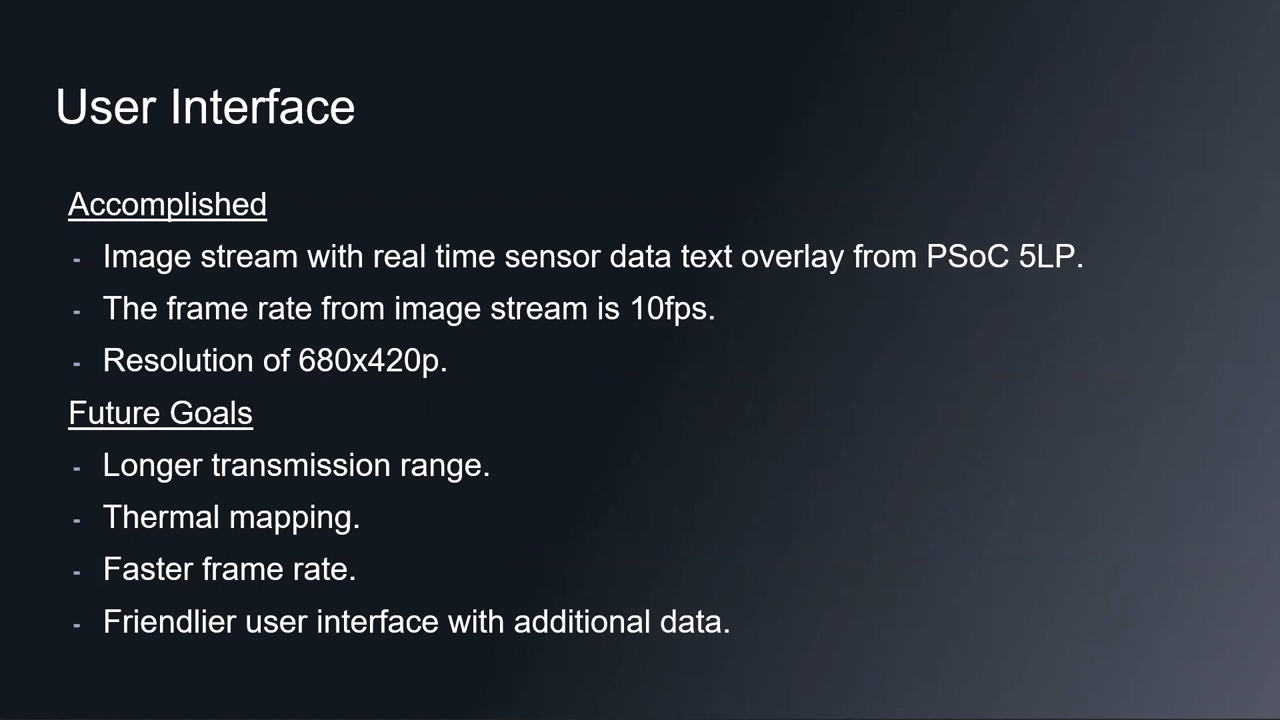 User Interface
Accomplished
- Image stream with real time sensor data text overlay from PSoC 5LP.
- The frame rate from image stream is 10fps.
- Resolution of 680x420p.
Future Goals
- Longer transmission range.
- Thermal mapping.
- Faster frame rate.
- Friendlier user interface with additional data.